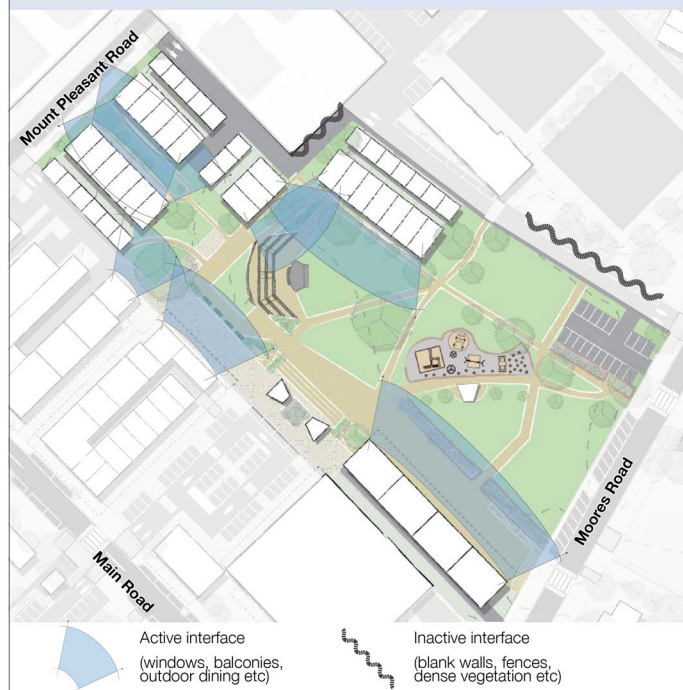 Mount Pleasant Road
Moores Road
Main Road
Active interface
(windows, balconies,
outdoor dining etc)
Inactive interface
(blank walls, fences,
dense vegetation etc)